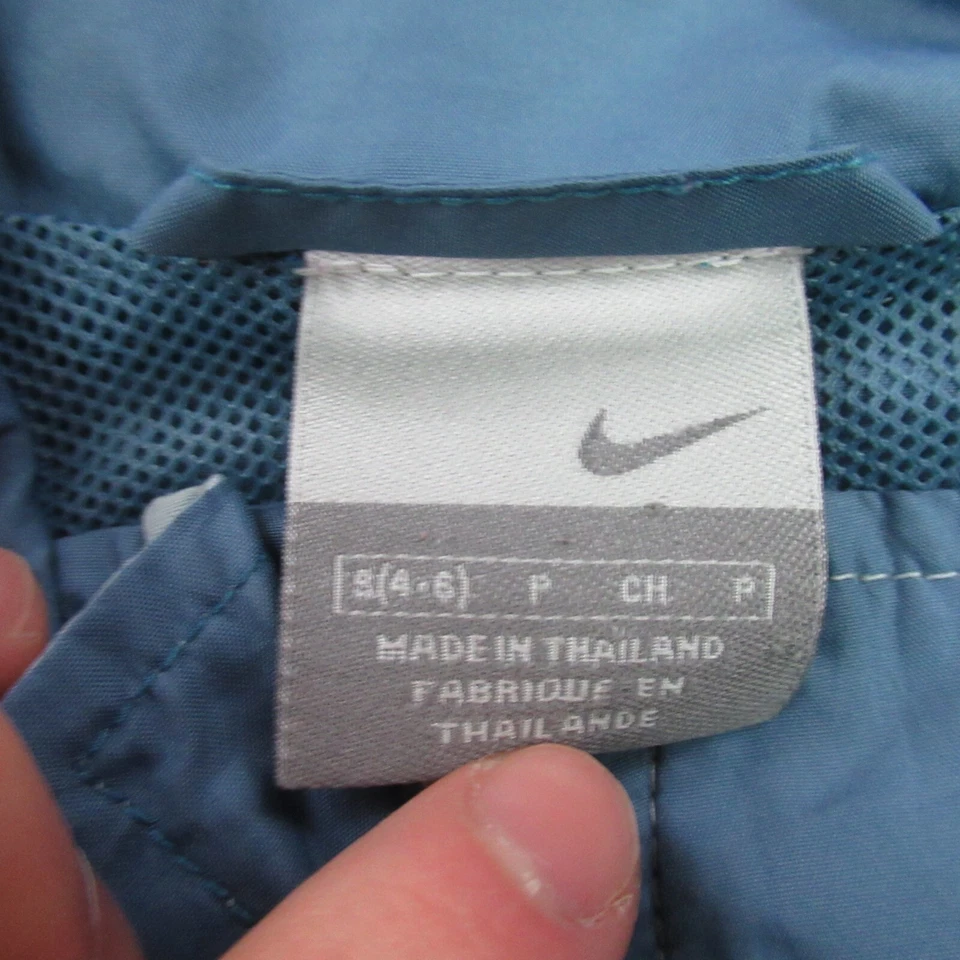 S(4-6) P CH P
MADE IN THAILAND
FABRIQUE EN
THAILANDE